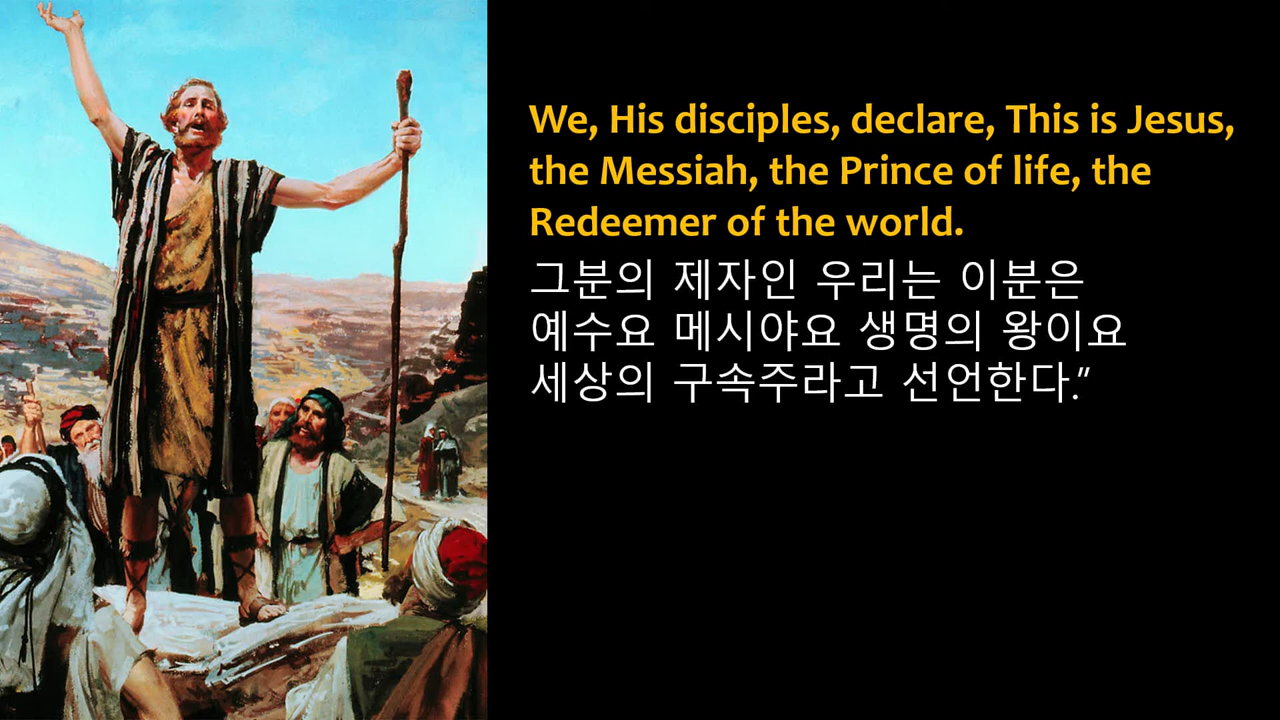 We, His disciples, declare, This is Jesus,
the Messiah, the Prince of life, the
Redeemer of the world.
그분의 제자인 우리는 이분은
예수요 메시야요 생명의 왕이요
세상의 구속주라고 선언한다.”